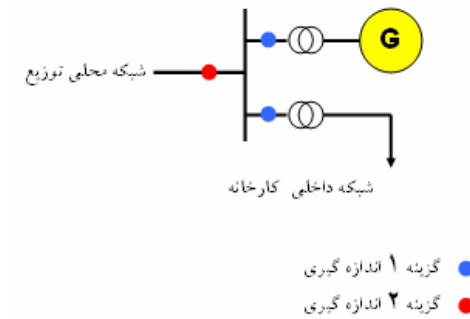 G
شبکه محلی توزیع
شبکه داخلی کارخانه
گزینه ۱ اندازه گیری
گزینه ۲ اندازه گیری